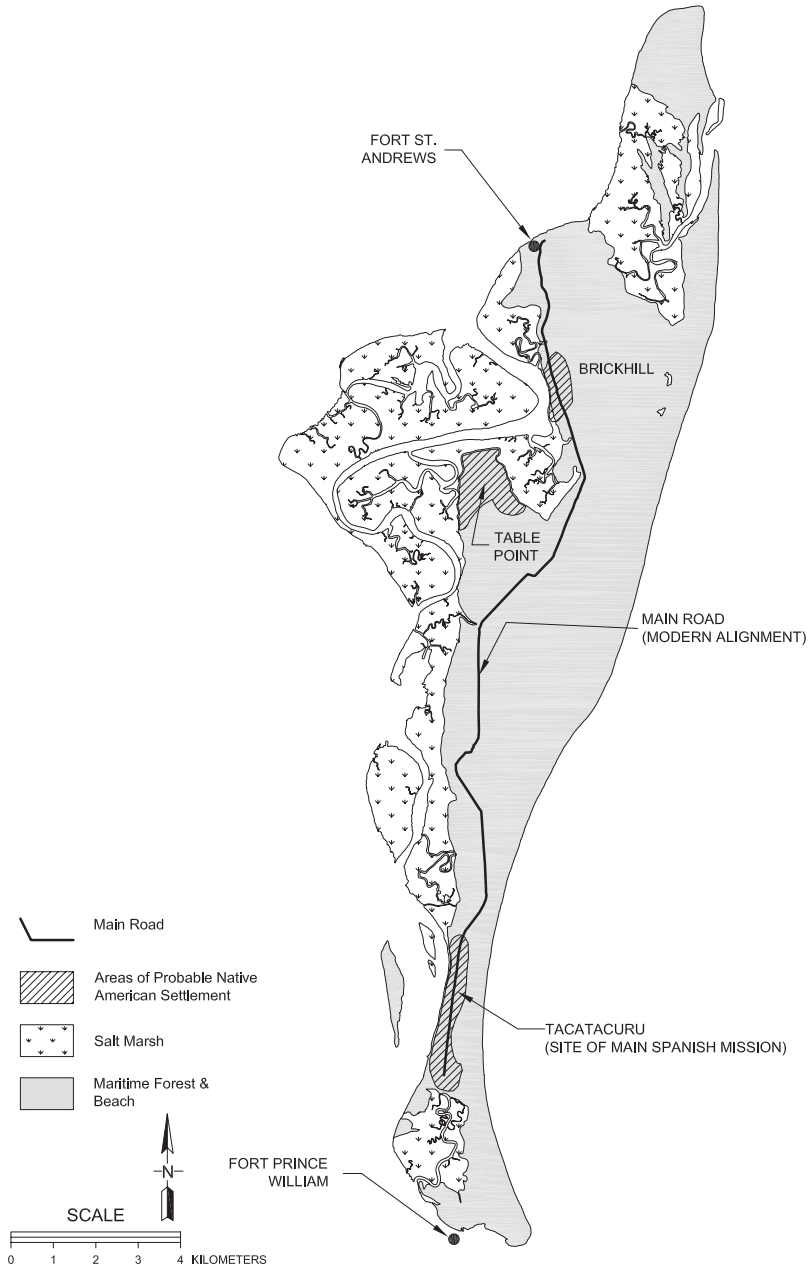 FORT ST.
ANDREWS
BRICKHILL
TABLE
POINT
MAIN ROAD
(MODERN ALIGNMENT)
Main Road
Areas of Probable Native
American Settlement
Salt Marsh
Maritime Forest &
Beach
TACATACURU
(SITE OF MAIN SPANISH MISSION)
N
FORT PRINCE
WILLIAM
SCALE
0 1 2 3 4 KILOMETERS